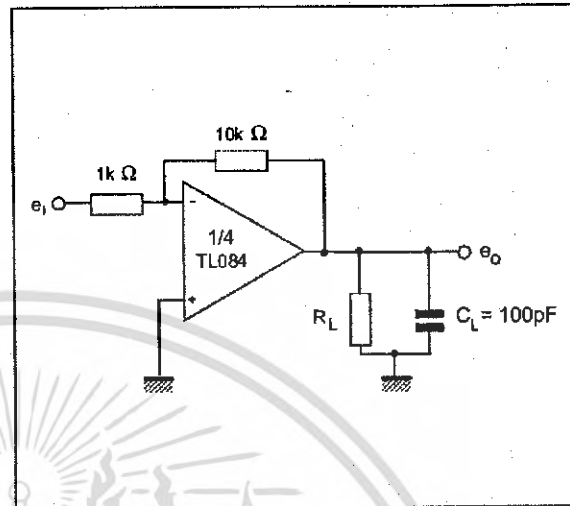 10k Ω
1k Ω
eI
-
1/4
TL084
+
eO
RL
CL = 100pF